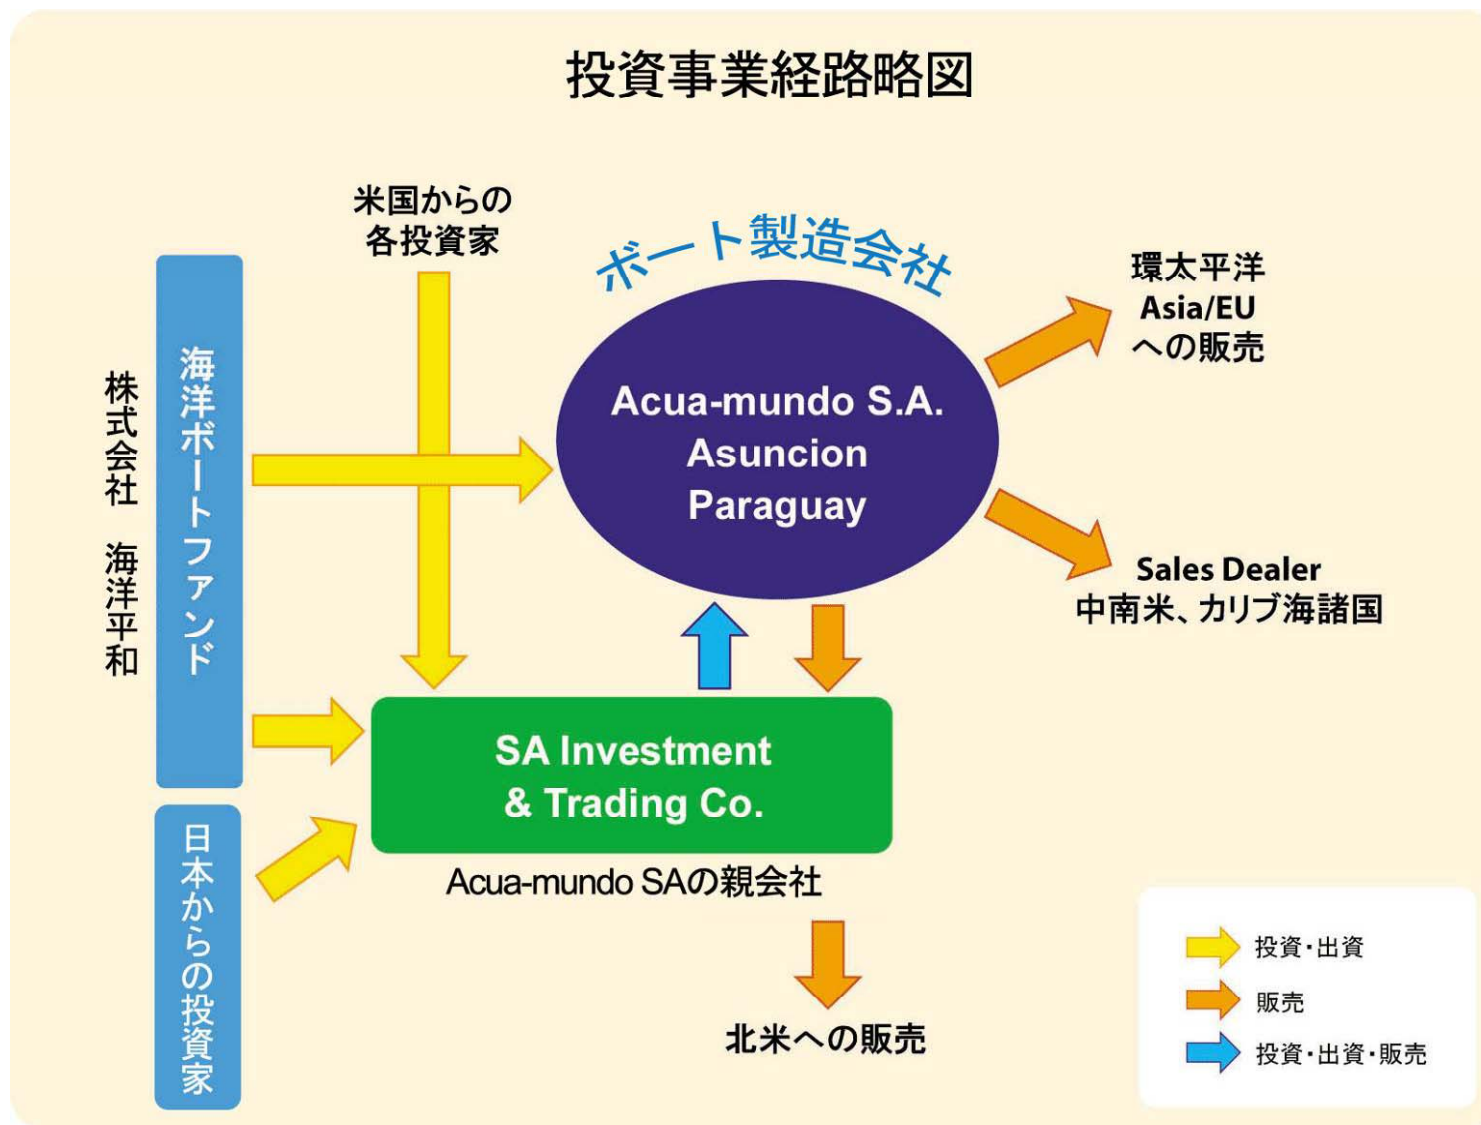 投資事業経路略図
米国からの
各投資家
ボート製造会社
環太平洋
Asia/EU
への販売
株式会社　海洋平和
海洋ボートファンド
Acua-mundo S.A.
Asuncion
Paraguay
Sales Dealer
中南米、カリブ海諸国
SA Investment
& Trading Co.
Acua-mundo SAの親会社
日本からの投資家
北米への販売
投資・出資
販売
投資・出資・販売